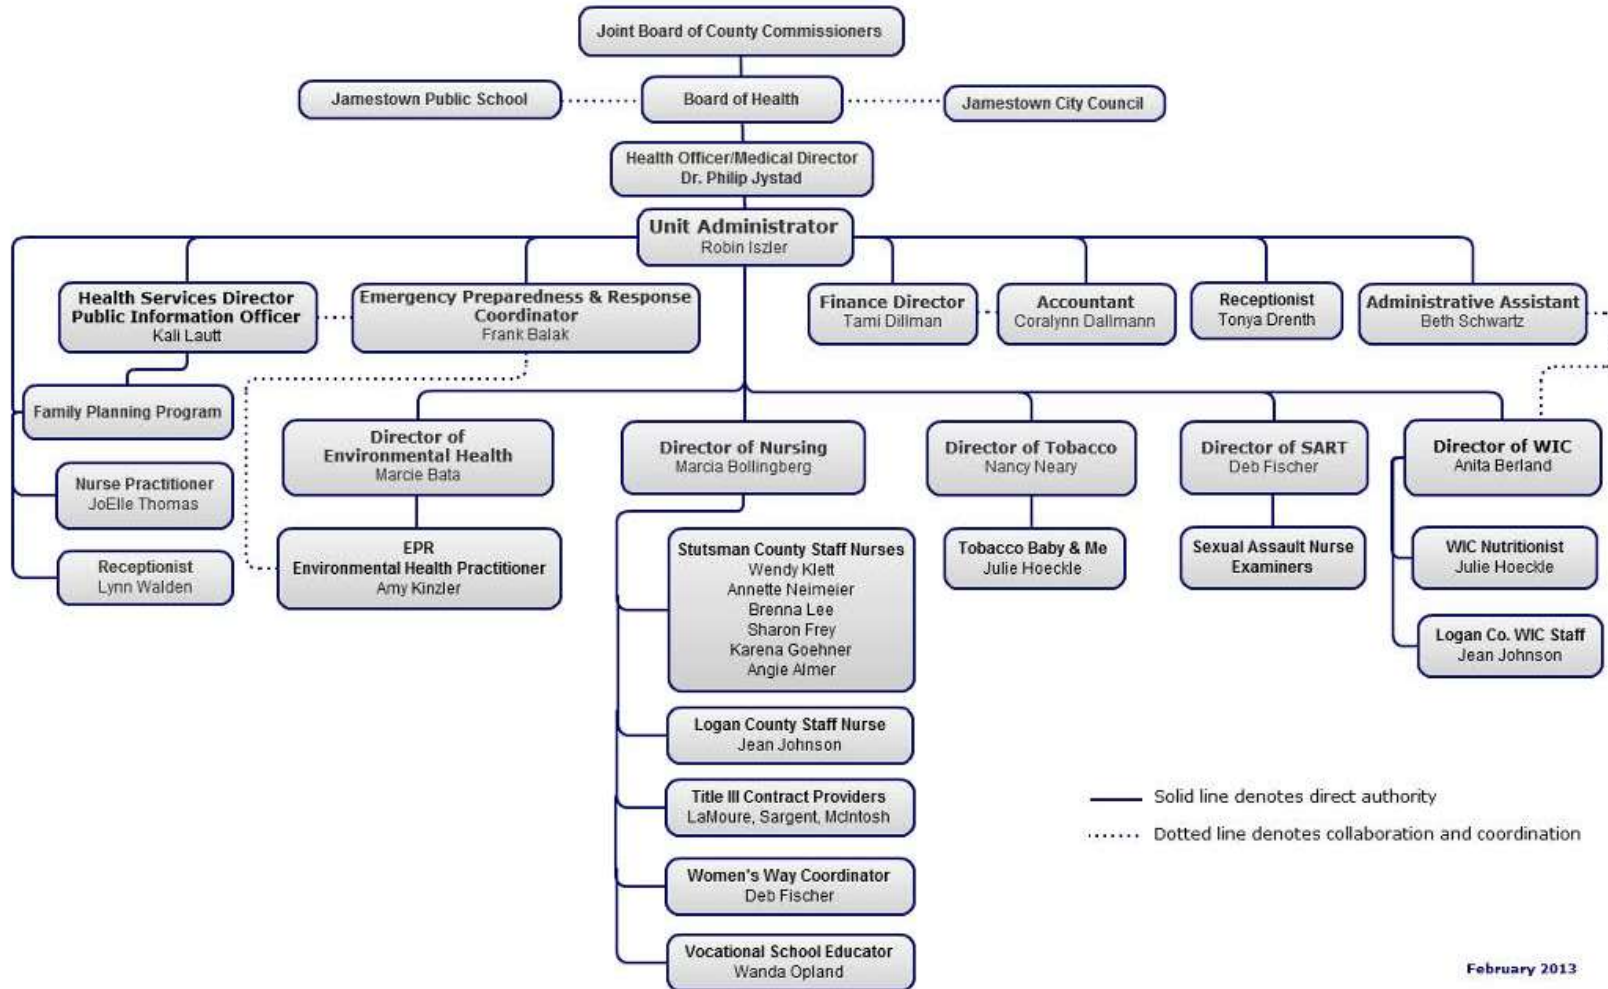 Joint Board of County Commissioners
Jamestown Public School
Board of Health
Jamestown City Council
Health Officer/Medical Director
Dr. Philip Jystad
Unit Administrator
Robin Iszler
Health Services Director
Public Information Officer
Kali Lautt
Emergency Preparedness & Response
Coordinator
Frank Balak
Finance Director
Tami Dillman
Accountant
Coralynn Dallmann
Receptionist
Tonya Drenth
Administrative Assistant
Beth Schwartz
Family Planning Program
Nurse Practitioner
JoElle Thomas
Receptionist
Lynn Walden
Director of
Environmental Health
Marcie Bata
EPR
Environmental Health Practitioner
Amy Kinzler
Director of Nursing
Marcia Bollingberg
Stutsman County Staff Nurses
Wendy Klett
Annette Neimeier
Brenna Lee
Sharon Frey
Karena Goehner
Angie Almer
Logan County Staff Nurse
Jean Johnson
Title III Contract Providers
LaMoure, Sargent, McIntosh
Women's Way Coordinator
Deb Fischer
Vocational School Educator
Wanda Opland
Director of Tobacco
Nancy Neary
Tobacco Baby & Me
Julie Hoeckle
Director of SART
Deb Fischer
Sexual Assault Nurse
Examiners
Director of WIC
Anita Berland
WIC Nutritionist
Julie Hoeckle
Logan Co. WIC Staff
Jean Johnson
Solid line denotes direct authority
Dotted line denotes collaboration and coordination
February 2013